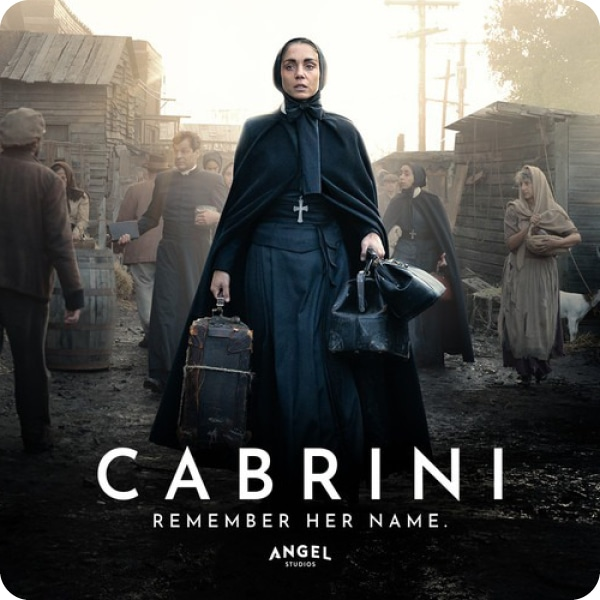 CABRINI
REMEMBER HER NAME.
ANGEL
STUDIOS